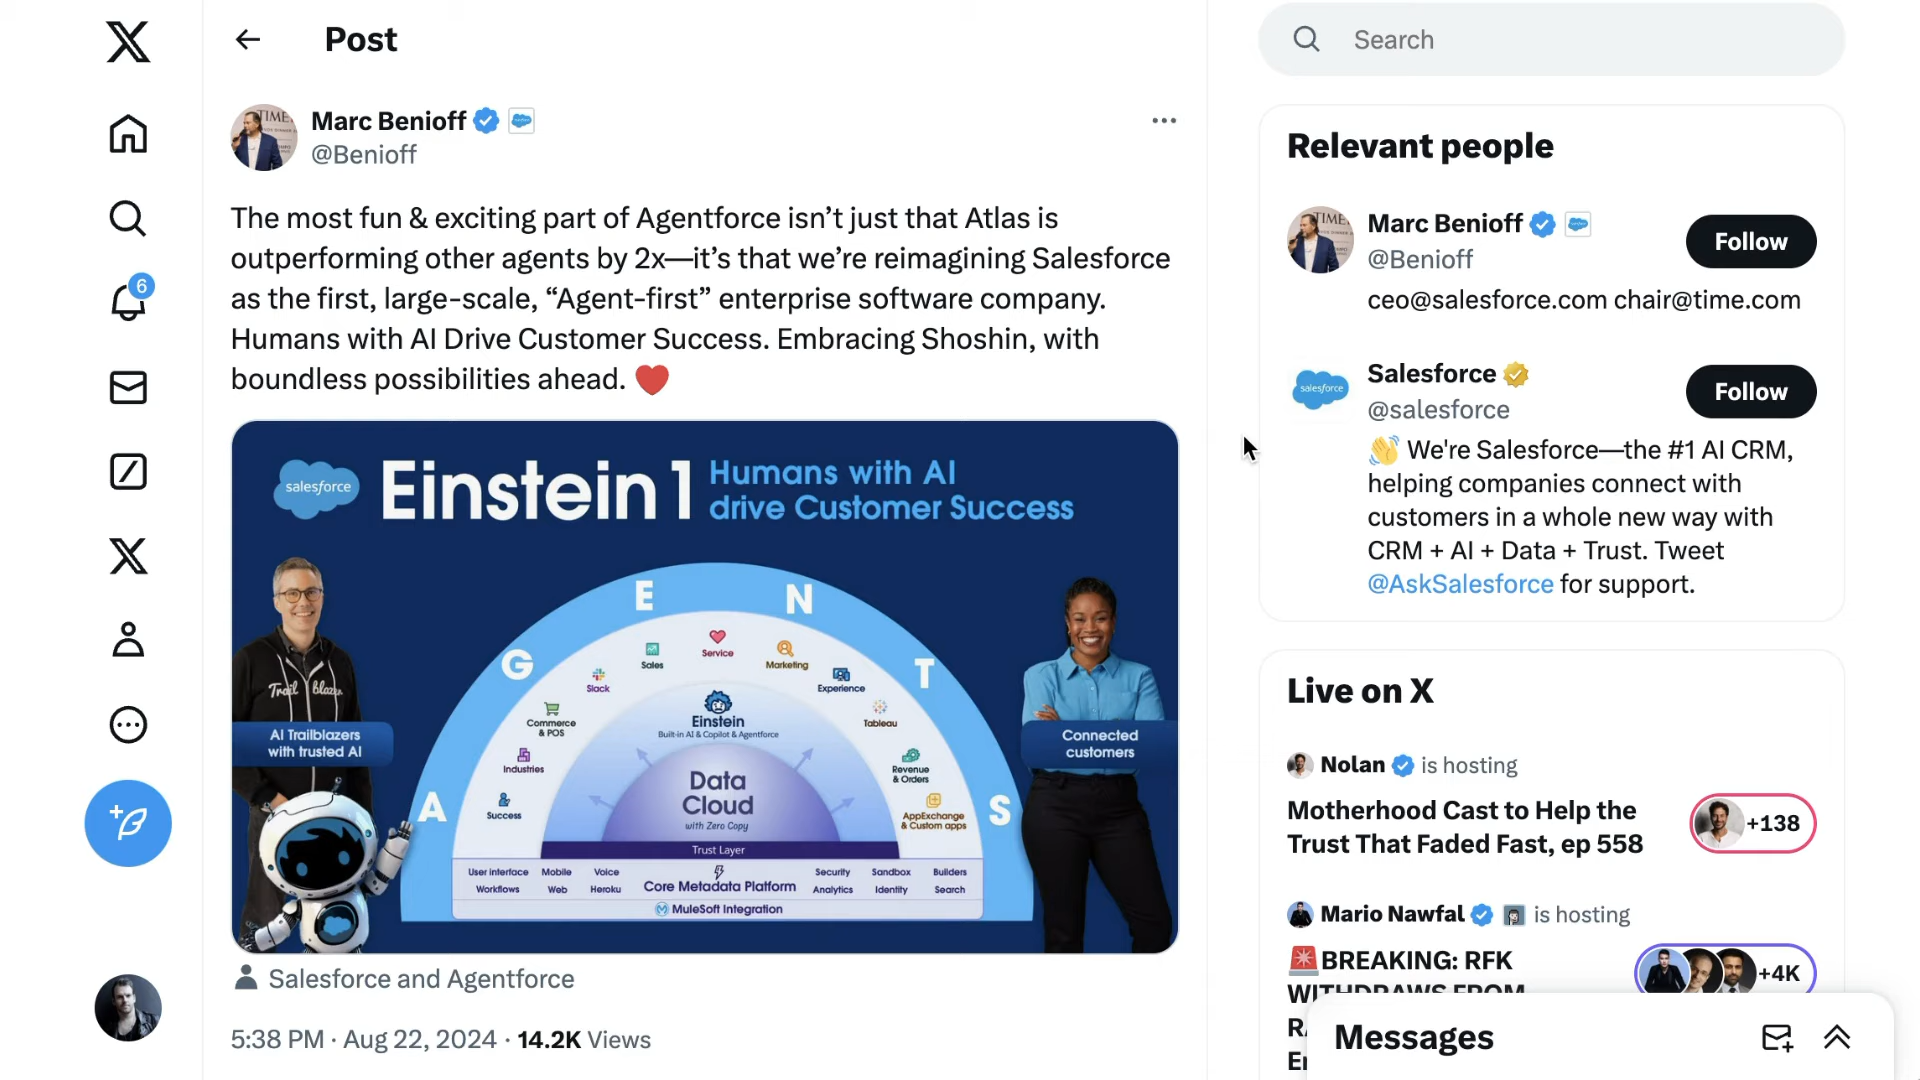 Post
Marc Benioff
@Benioff
The most fun & exciting part of Agentforce isn’t just that Atlas is
outperforming other agents by 2x—it’s that we’re reimagining Salesforce
as the first, large-scale, “Agent-first” enterprise software company.
Humans with AI Drive Customer Success. Embracing Shoshin, with
boundless possibilities ahead. ❤️
salesforce
Einstein 1
Humans with AI
drive Customer Success
A G E N T S
Success
Industries
Commerce
& POS
Slack
Sales
Service
Marketing
Experience
Tableau
Revenue
& Orders
AppExchange
& Custom apps
Einstein
Built-in AI & Copilot & Agentforce
Data
Cloud
with Zero Copy
Trust Layer
User interface Mobile Voice
Workflows Web Heroku
Core Metadata Platform
Security Sandbox Builders
Analytics Identity Search
MuleSoft Integration
Trail blazer
AI Trailblazers
with trusted AI
Connected
customers
Salesforce and Agentforce
5:38 PM · Aug 22, 2024 · 14.2K Views
6
Search
Relevant people
TIME
Marc Benioff
@Benioff
Follow
ceo@salesforce.com chair@time.com
salesforce
Salesforce
@salesforce
Follow
👋 We're Salesforce—the #1 AI CRM,
helping companies connect with
customers in a whole new way with
CRM + AI + Data + Trust. Tweet
@AskSalesforce for support.
Live on X
Nolan is hosting
Motherhood Cast to Help the
Trust That Faded Fast, ep 558
+138
Mario Nawfal is hosting
🚨BREAKING: RFK
WITHDRAWS FROM
+4K
Messages